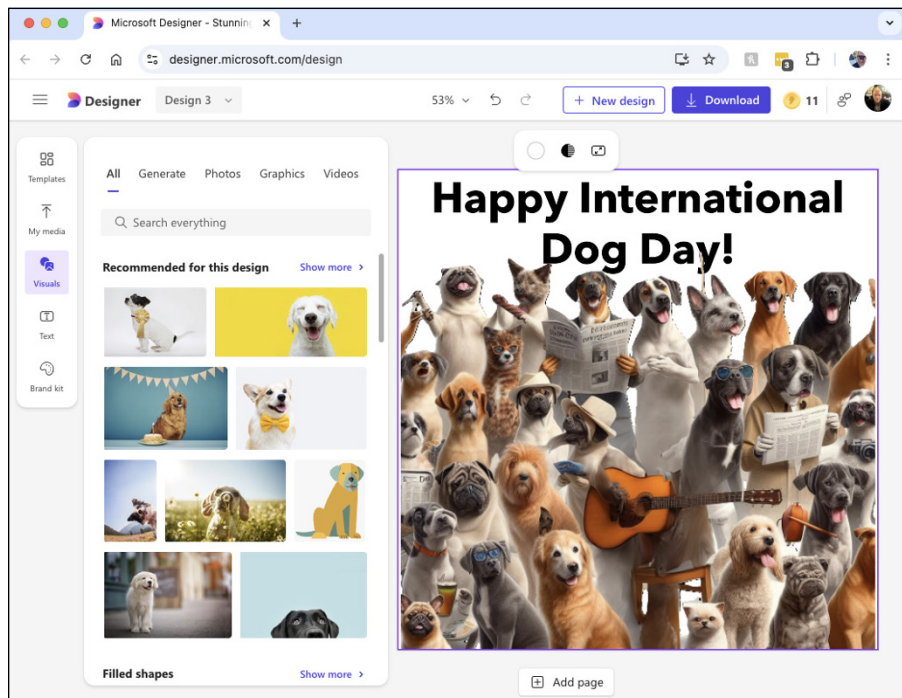 Microsoft Designer - Stunning
designer.microsoft.com/design
3
Designer
Design 3
53%
+ New design
Download
11
Templates
My media
Visuals
Text
Brand kit
All
Generate
Photos
Graphics
Videos
Search everything
Recommended for this design
Show more
Filled shapes
Show more
Happy International
Dog Day!
Add page